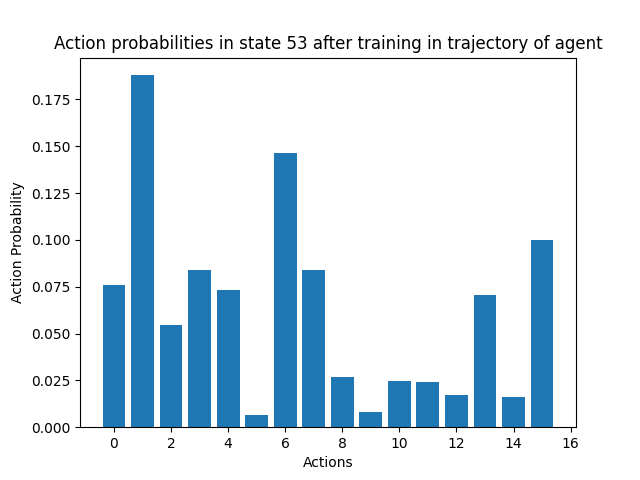 Action probabilities in state 53 after training in trajectory of agent
0.175
0.150
0.125
0.100
0.075
0.050
0.025
0.000
Action Probability
0 2 4 6 8 10 12 14 16
Actions